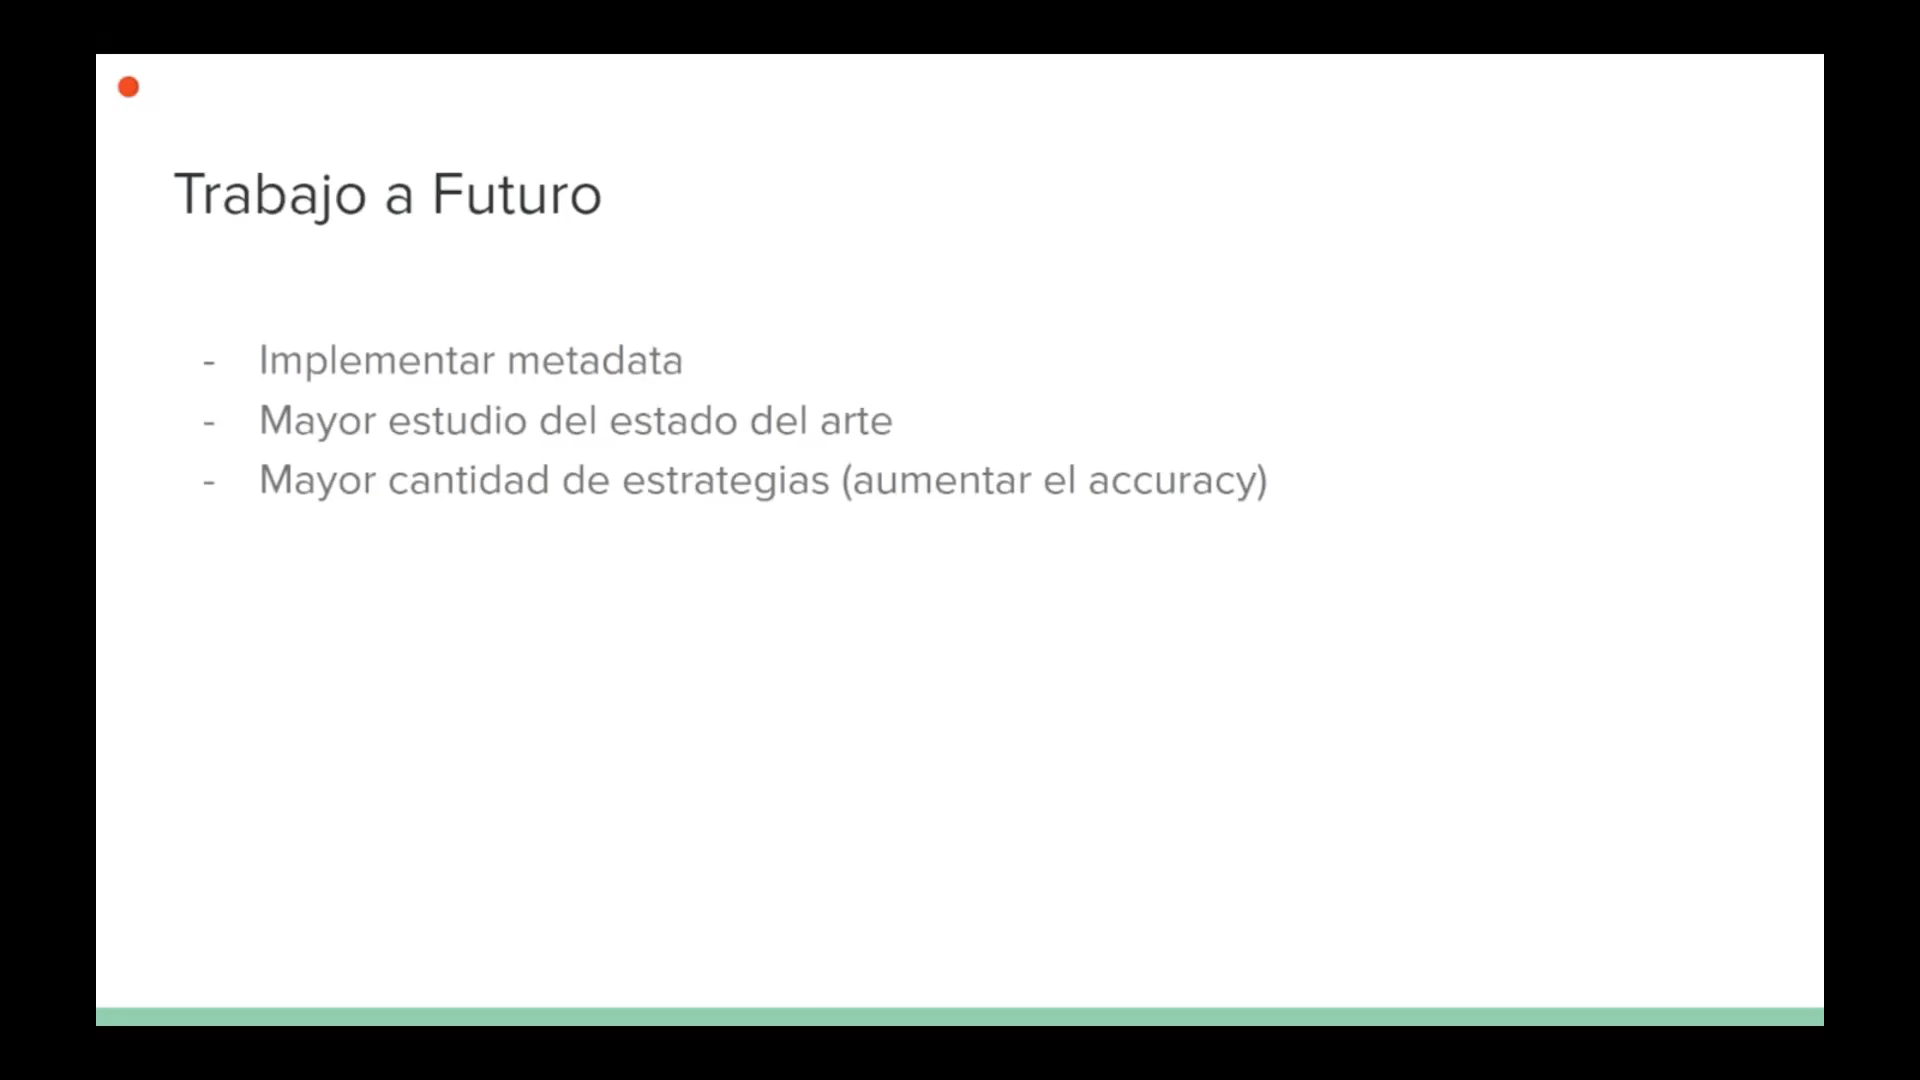 Trabajo a Futuro
- Implementar metadata
- Mayor estudio del estado del arte
- Mayor cantidad de estrategias (aumentar el accuracy)